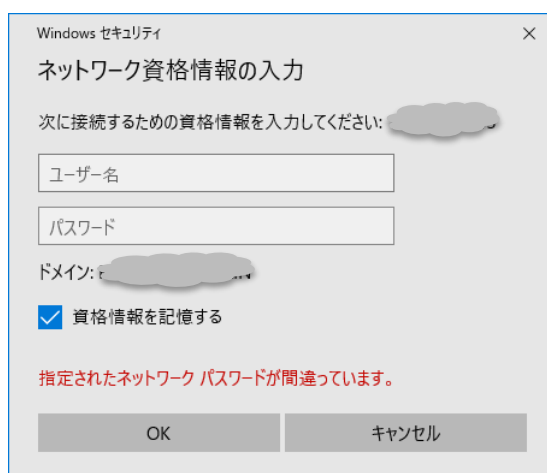 Windows セキュリティ
ネットワーク資格情報の入力
次に接続するための資格情報を入力してください:
ユーザー名
パスワード
ドメイン:
資格情報を記憶する
指定されたネットワーク パスワードが間違っています。
OK
キャンセル